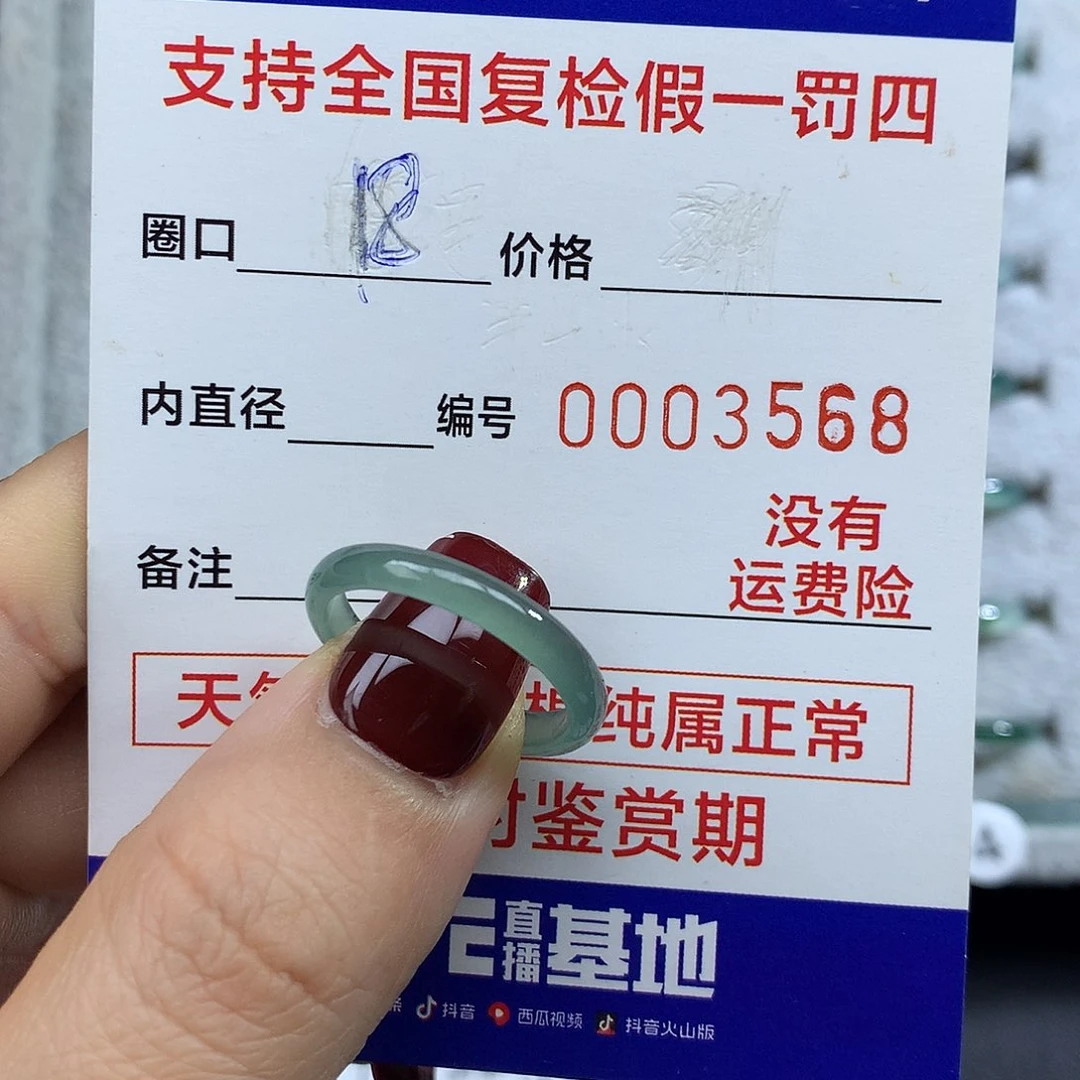 支持全国复检假一罚四
圈口 18 价格
内直径 编号 0003568
没有
备注 运费险
天 纯属正常
鉴赏期
直播基地
抖音 西瓜视频 抖音火山版